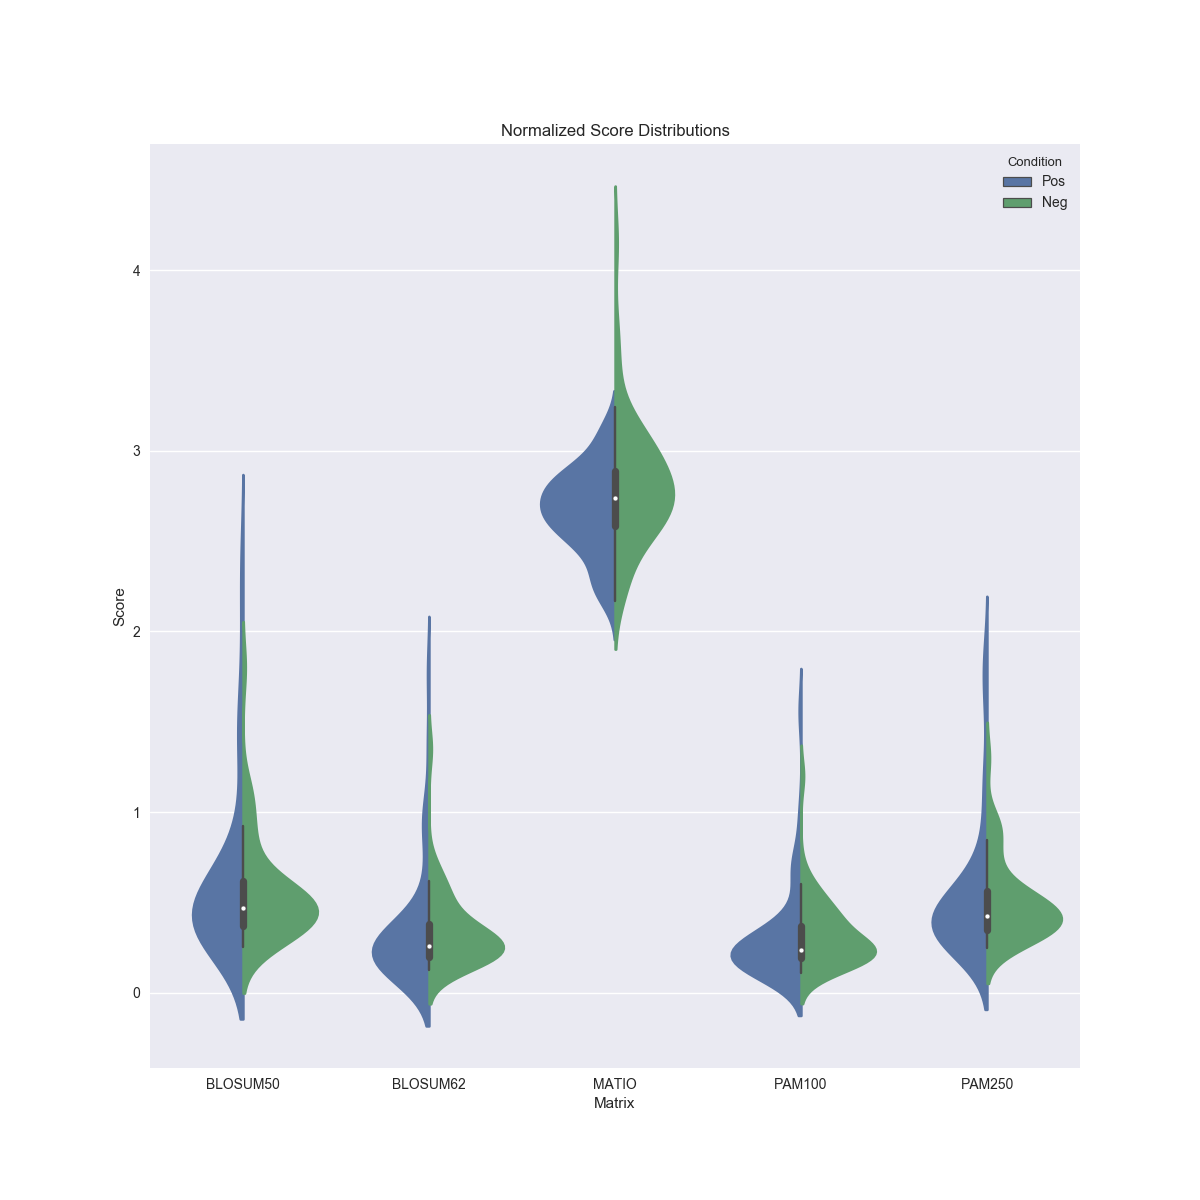 Normalized Score Distributions
Condition
Pos
Neg
4
3
2
1
0
Score
BLOSUM50 BLOSUM62 MATIO PAM100 PAM250
Matrix